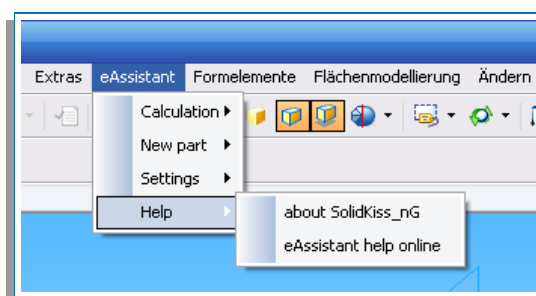 Extras eAssistant Formelemente Flächenmodellierung Ändern
Calculation
New part
Settings
Help
about SolidKiss_nG
eAssistant help online